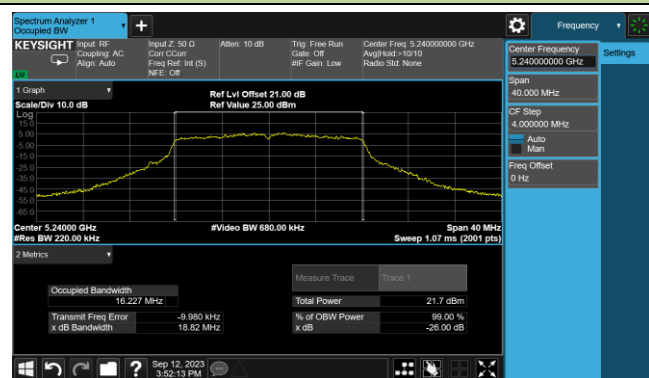 Spectrum Analyzer 1
Occupied BW
+
Frequency
KEYSIGHT
Input: RF
Coupling: AC
Align: Auto
Input Z: 50 Ω
Corr CCorr
Freq Ref: Int (S)
NFE: Off
Atten: 10 dB
Trig: Free Run
Gate: Off
#IF Gain: Low
Center Freq: 5.240000000 GHz
Avg|Hold:>10/10
Radio Std: None
LXI
Center Frequency
5.240000000 GHz
Settings
Span
40.000 MHz
CF Step
4.000000 MHz
Auto
Man
Freq Offset
0 Hz
1 Graph
Scale/Div 10.0 dB
Ref Lvl Offset 21.00 dB
Ref Value 25.00 dBm
Log
15.0
5.00
-5.00
-15.0
-25.0
-35.0
-45.0
-55.0
-65.0
Center 5.24000 GHz
#Video BW 680.00 kHz
Span 40 MHz
#Res BW 220.00 kHz
Sweep 1.07 ms (2001 pts)
2 Metrics
Measure Trace
Trace 1
Occupied Bandwidth
16.227 MHz
Total Power
21.7 dBm
Transmit Freq Error
-9.980 kHz
% of OBW Power
99.00 %
x dB Bandwidth
18.82 MHz
x dB
-26.00 dB
?
Sep 12, 2023
3:52:13 PM